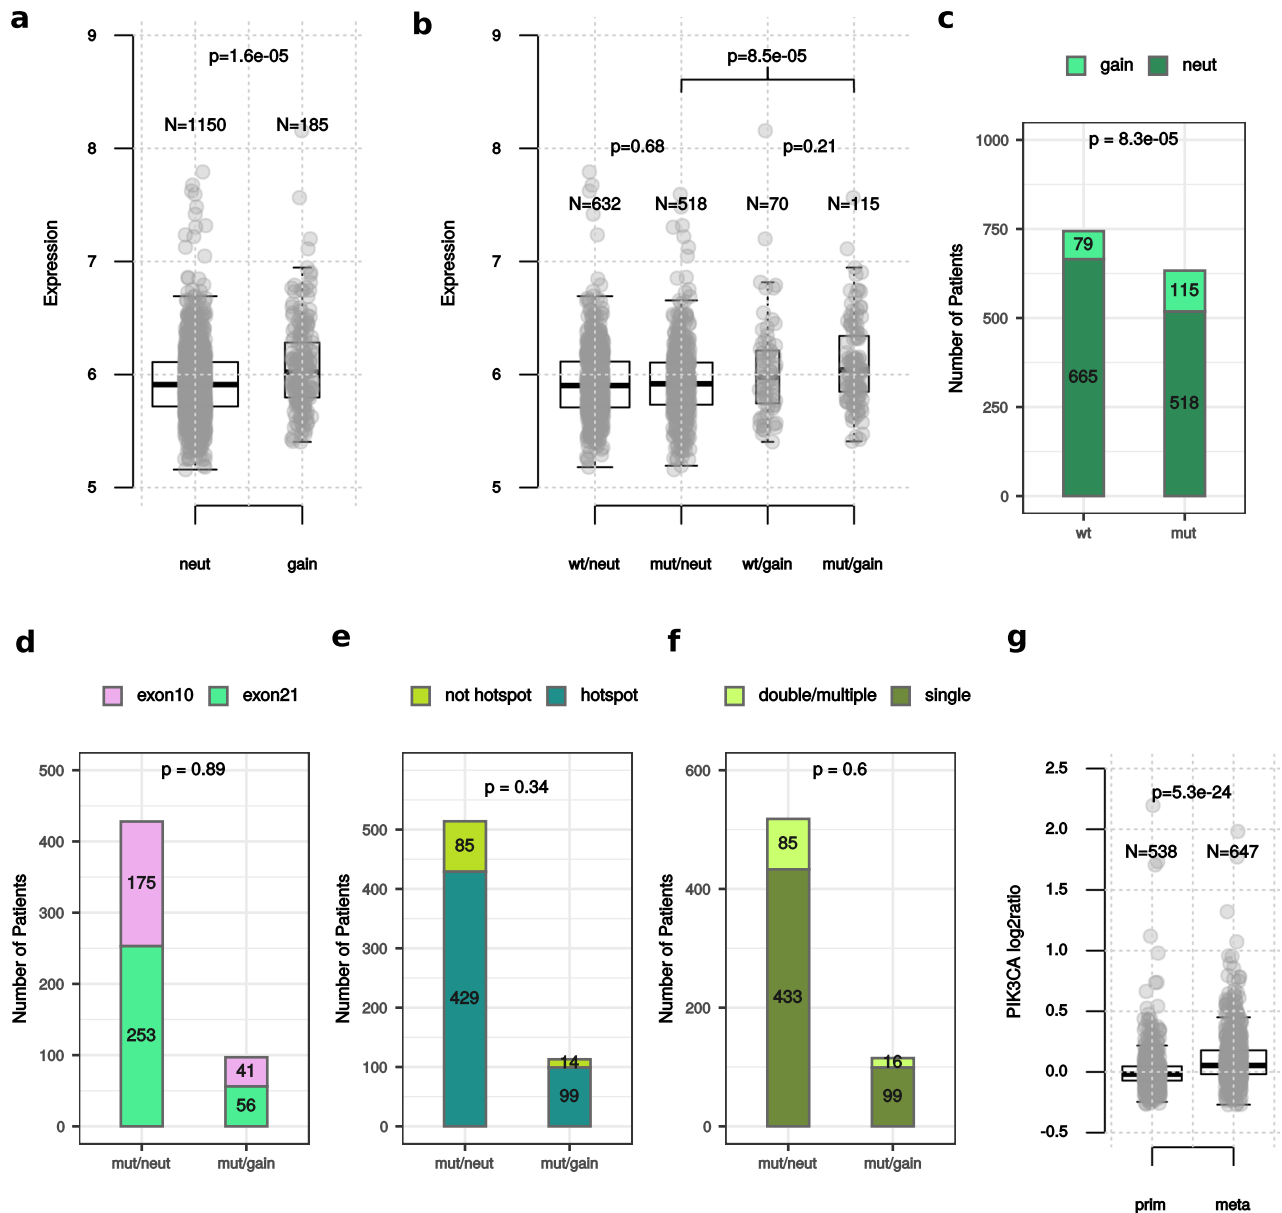 a
9
8
7
6
5
Expression
p=1.6e-05
N=1150
N=185
neut
gain
b
9
8
7
6
5
Expression
p=8.5e-05
p=0.68
p=0.21
N=632
N=518
N=70
N=115
wt/neut
mut/neut
wt/gain
mut/gain
c
gain
neut
1000
750
500
250
0
Number of Patients
p = 8.3e-05
79
665
115
518
wt
mut
d
exon10
exon21
500
400
300
200
100
0
Number of Patients
p = 0.89
175
253
41
56
mut/neut
mut/gain
e
not hotspot
hotspot
500
400
300
200
100
0
Number of Patients
p = 0.34
85
429
14
99
mut/neut
mut/gain
f
double/multiple
single
600
400
200
0
Number of Patients
p = 0.6
85
433
16
99
mut/neut
mut/gain
g
2.5
2.0
1.5
1.0
0.5
0.0
-0.5
PIK3CA log2ratio
p=5.3e-24
N=538
N=647
prim
meta